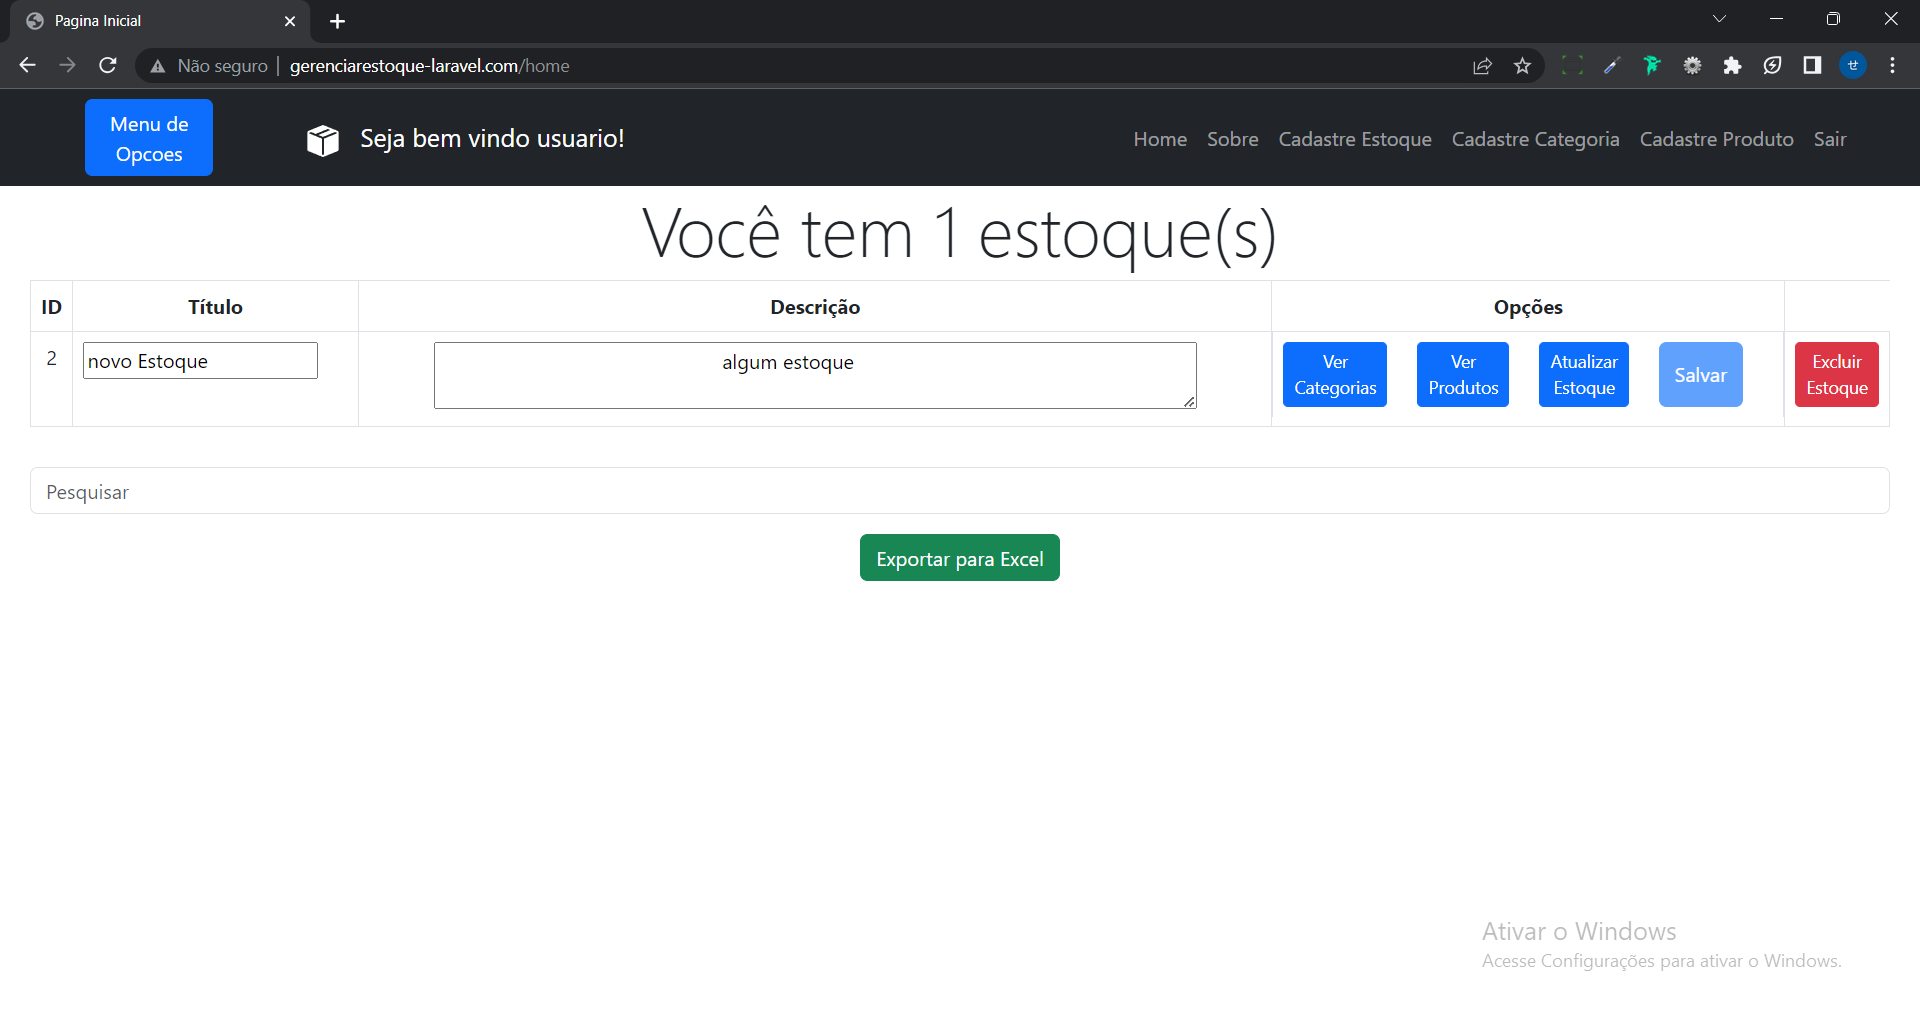 Pagina Inicial
Não seguro gerenciarestoque-laravel.com/home
せ
Menu de
Opcoes
Seja bem vindo usuario!
Home Sobre Cadastre Estoque Cadastre Categoria Cadastre Produto Sair
Você tem 1 estoque(s)
ID Título Descrição Opções
2 novo Estoque algum estoque
Ver
Categorias
Ver
Produtos
Atualizar
Estoque
Salvar
Excluir
Estoque
Pesquisar
Exportar para Excel
Ativar o Windows
Acesse Configurações para ativar o Windows.